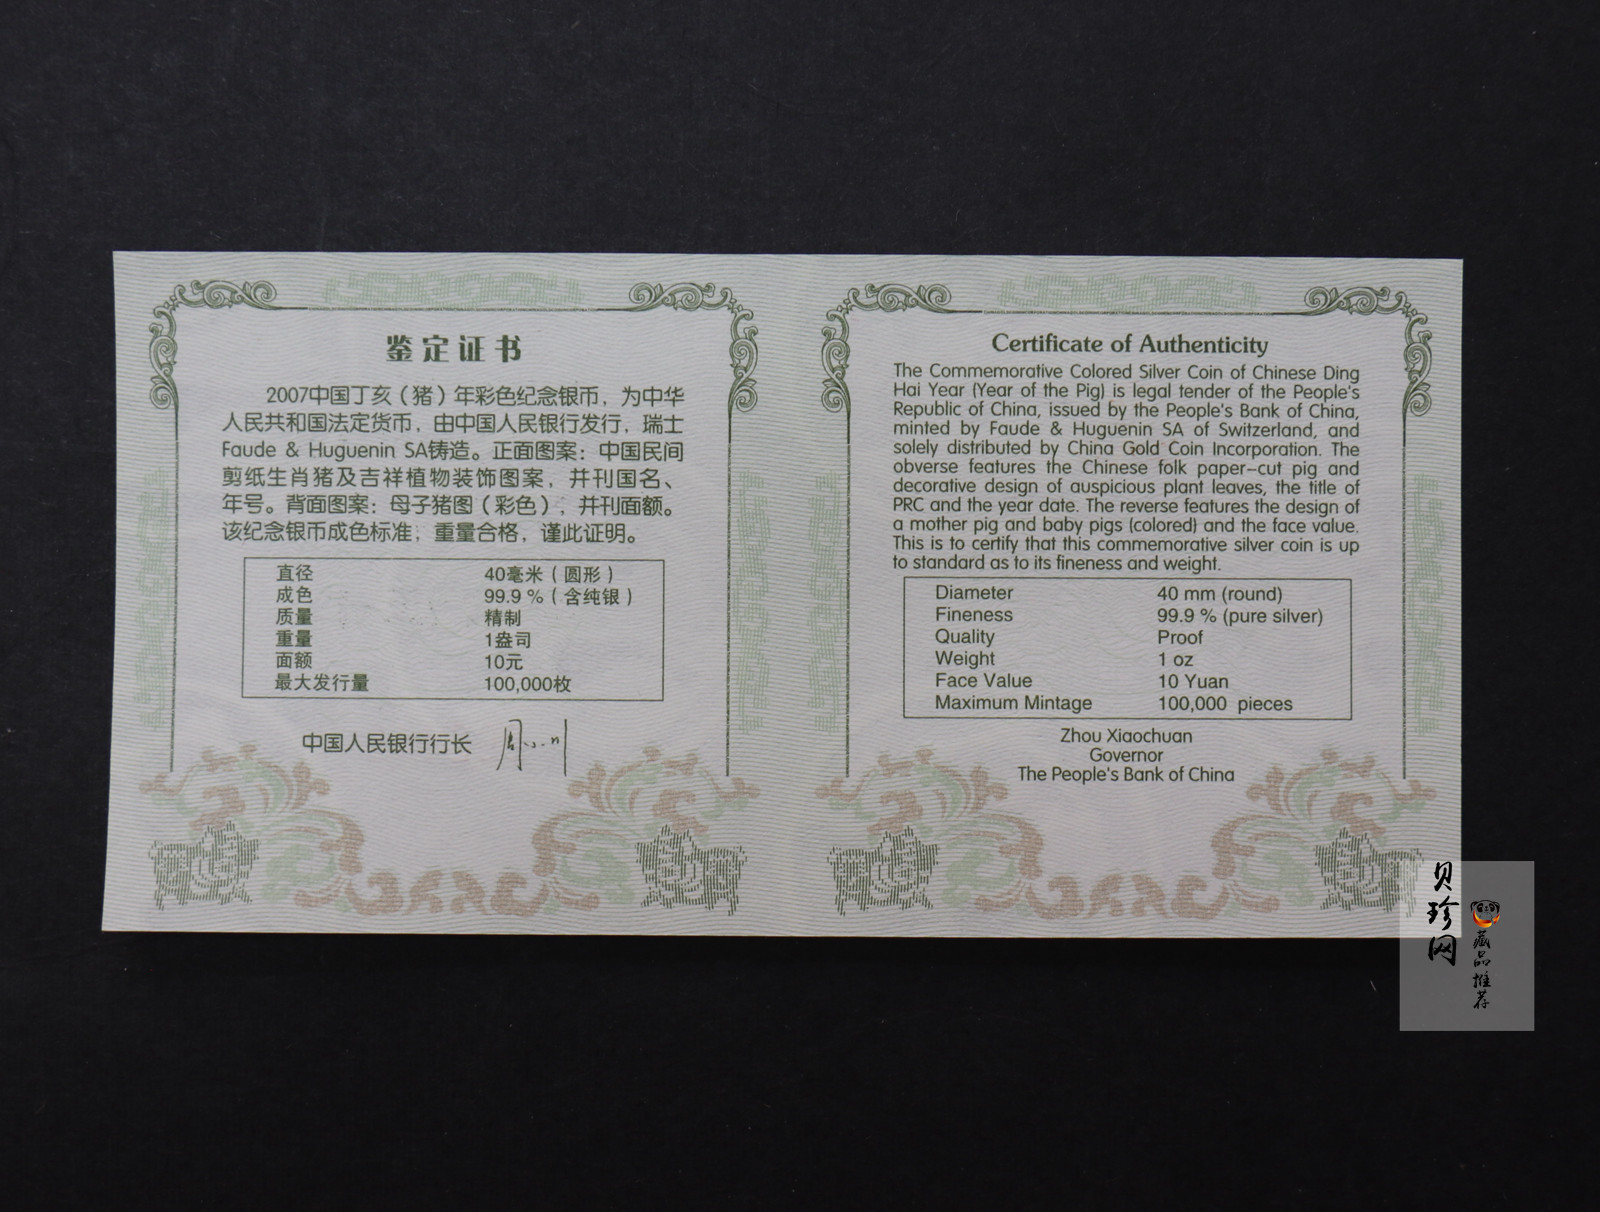 鉴定证书
2007中国丁亥（猪）年彩色纪念银币，为中华
人民共和国法定货币，由中国人民银行发行，瑞士
Faude & Huguenin SA铸造。正面图案：中国民间
剪纸生肖猪及吉祥植物装饰图案，并刊国名、
年号。背面图案：母子猪图（彩色），并刊面额。
该纪念银币成色标准，重量合格，谨此证明。
直径 40毫米（圆形）
成色 99.9 %（含纯银）
质量 精制
重量 1盎司
面额 10元
最大发行量 100,000枚
中国人民银行行长 周小川
Certificate of Authenticity
The Commemorative Colored Silver Coin of Chinese Ding
Hai Year (Year of the Pig) is legal tender of the People's
Republic of China, issued by the People's Bank of China,
minted by Faude & Huguenin SA of Switzerland, and
solely distributed by China Gold Coin Incorporation. The
obverse features the Chinese folk paper-cut pig and
decorative design of auspicious plant leaves, the title of
PRC and the year date. The reverse features the design of
a mother pig and baby pigs (colored) and the face value.
This is to certify that this commemorative silver coin is up
to standard as to its fineness and weight.
Diameter 40 mm (round)
Fineness 99.9 % (pure silver)
Quality Proof
Weight 1 oz
Face Value 10 Yuan
Maximum Mintage 100,000 pieces
Zhou Xiaochuan
Governor
The People's Bank of China
贝珍网
藏品推荐